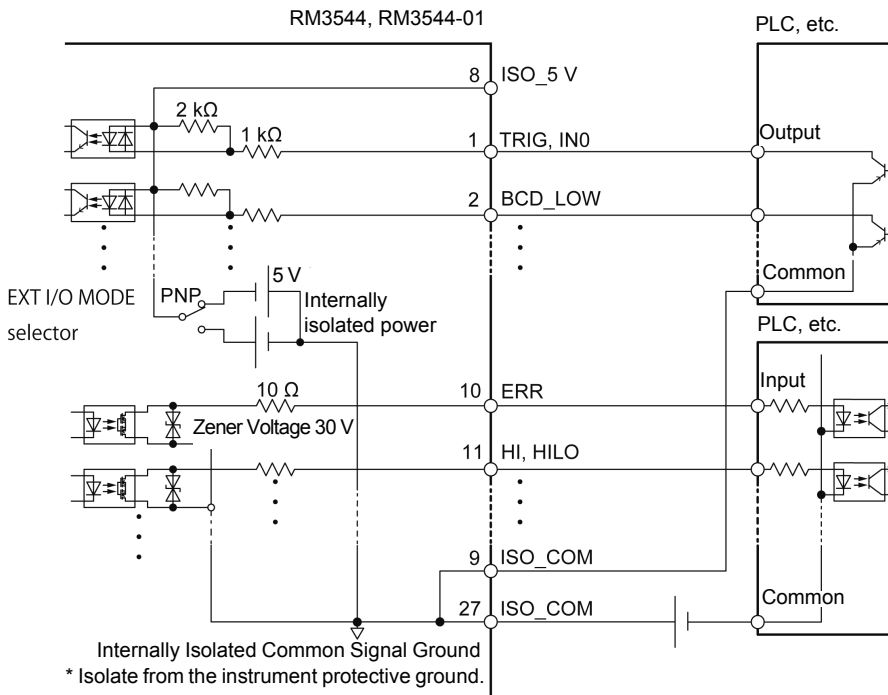 RM3544, RM3544-01
PLC, etc.
8 ISO_5 V
2 kΩ
1 kΩ
1 TRIG, IN0
Output
2 BCD_LOW
Common
5 V
EXT I/O MODE
selector
PNP
Internally
isolated power
PLC, etc.
10 Ω
10 ERR
Input
Zener Voltage 30 V
11 HI, HILO
9 ISO_COM
27 ISO_COM
Common
Internally Isolated Common Signal Ground
* Isolate from the instrument protective ground.